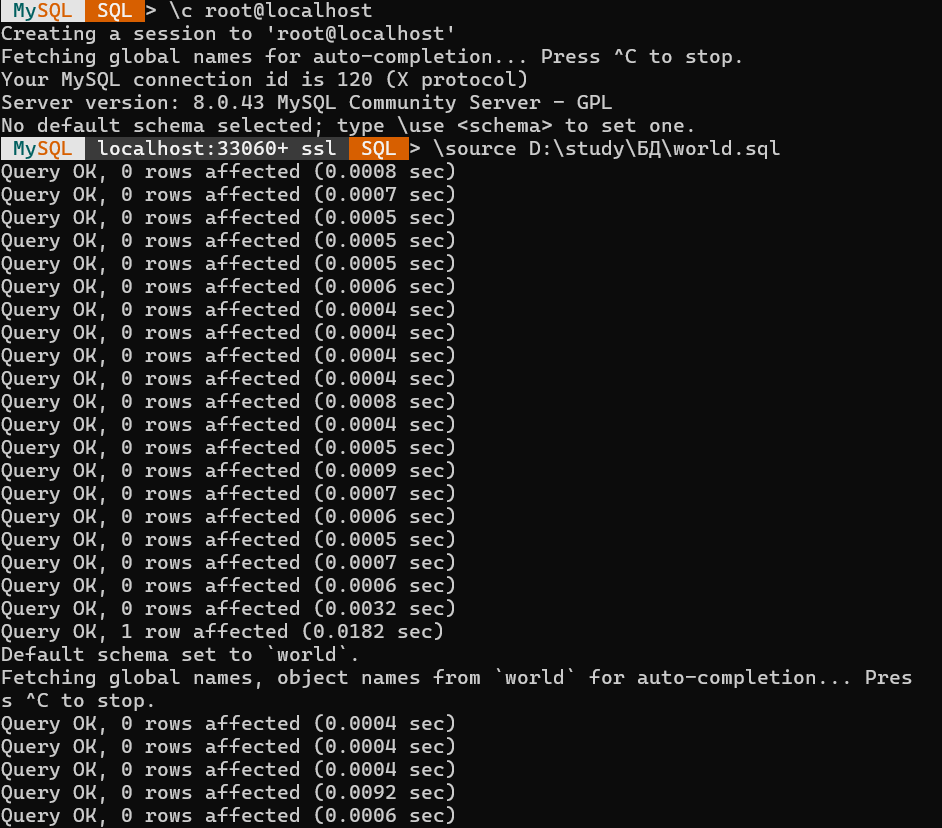 MySQL SQL > \c root@localhost
Creating a session to 'root@localhost'
Fetching global names for auto-completion... Press ^C to stop.
Your MySQL connection id is 120 (X protocol)
Server version: 8.0.43 MySQL Community Server - GPL
No default schema selected; type \use <schema> to set one.
MySQL localhost:33060+ ssl SQL > \source D:\study\БД\world.sql
Query OK, 0 rows affected (0.0008 sec)
Query OK, 0 rows affected (0.0007 sec)
Query OK, 0 rows affected (0.0005 sec)
Query OK, 0 rows affected (0.0005 sec)
Query OK, 0 rows affected (0.0005 sec)
Query OK, 0 rows affected (0.0006 sec)
Query OK, 0 rows affected (0.0004 sec)
Query OK, 0 rows affected (0.0004 sec)
Query OK, 0 rows affected (0.0004 sec)
Query OK, 0 rows affected (0.0004 sec)
Query OK, 0 rows affected (0.0008 sec)
Query OK, 0 rows affected (0.0004 sec)
Query OK, 0 rows affected (0.0005 sec)
Query OK, 0 rows affected (0.0009 sec)
Query OK, 0 rows affected (0.0007 sec)
Query OK, 0 rows affected (0.0006 sec)
Query OK, 0 rows affected (0.0005 sec)
Query OK, 0 rows affected (0.0007 sec)
Query OK, 0 rows affected (0.0006 sec)
Query OK, 0 rows affected (0.0032 sec)
Query OK, 1 row affected (0.0182 sec)
Default schema set to `world`.
Fetching global names, object names from `world` for auto-completion... Pres
s ^C to stop.
Query OK, 0 rows affected (0.0004 sec)
Query OK, 0 rows affected (0.0004 sec)
Query OK, 0 rows affected (0.0004 sec)
Query OK, 0 rows affected (0.0092 sec)
Query OK, 0 rows affected (0.0006 sec)